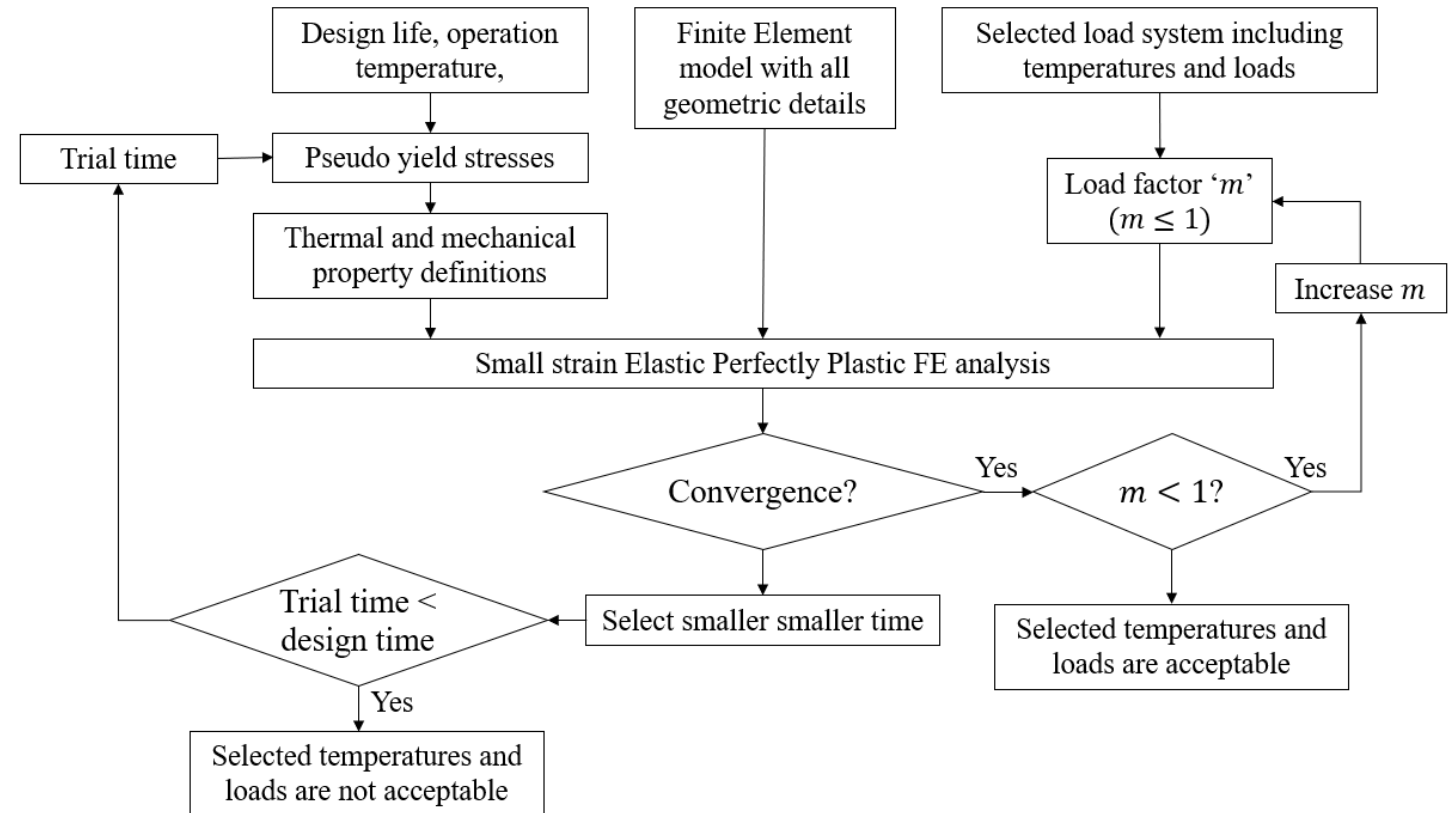 Design life, operation
temperature,
Finite Element
model with all
geometric details
Selected load system including
temperatures and loads
Trial time
Pseudo yield stresses
Load factor ‘m’
(m ≤ 1)
Thermal and mechanical
property definitions
Increase m
Small strain Elastic Perfectly Plastic FE analysis
Convergence?
Yes
m < 1?
Yes
Trial time <
design time
Select smaller smaller time
Selected temperatures and
loads are acceptable
Yes
Selected temperatures and
loads are not acceptable